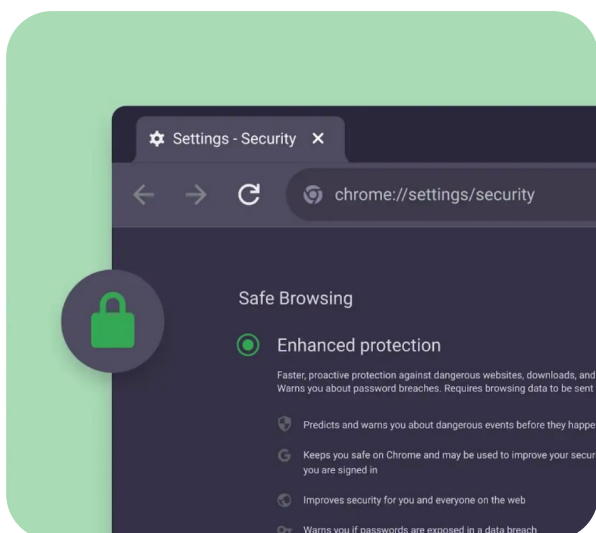 Settings - Security
chrome://settings/security
Safe Browsing
Enhanced protection
Faster, proactive protection against dangerous websites, downloads, and
Warns you about password breaches. Requires browsing data to be sent
Predicts and warns you about dangerous events before they happe
Keeps you safe on Chrome and may be used to improve your secur
you are signed in
Improves security for you and everyone on the web
Warns you if passwords are exposed in a data breach